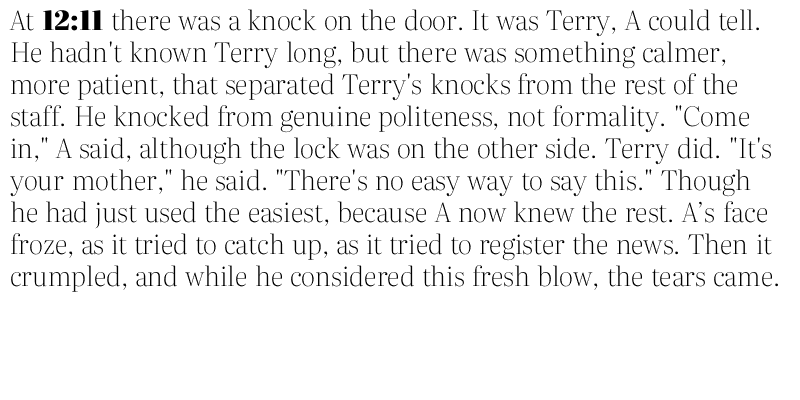 At 12:11 there was a knock on the door. It was Terry, A could tell.
He hadn't known Terry long, but there was something calmer,
more patient, that separated Terry's knocks from the rest of the
staff. He knocked from genuine politeness, not formality. "Come
in," A said, although the lock was on the other side. Terry did. "It's
your mother," he said. "There's no easy way to say this." Though
he had just used the easiest, because A now knew the rest. A’s face
froze, as it tried to catch up, as it tried to register the news. Then it
crumpled, and while he considered this fresh blow, the tears came.